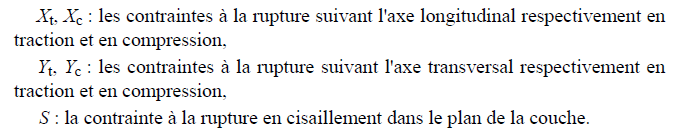 Xt, Xc : les contraintes à la rupture suivant l'axe longitudinal respectivement en
traction et en compression,
Yt, Yc : les contraintes à la rupture suivant l'axe transversal respectivement en
traction et en compression,
S : la contrainte à la rupture en cisaillement dans le plan de la couche.